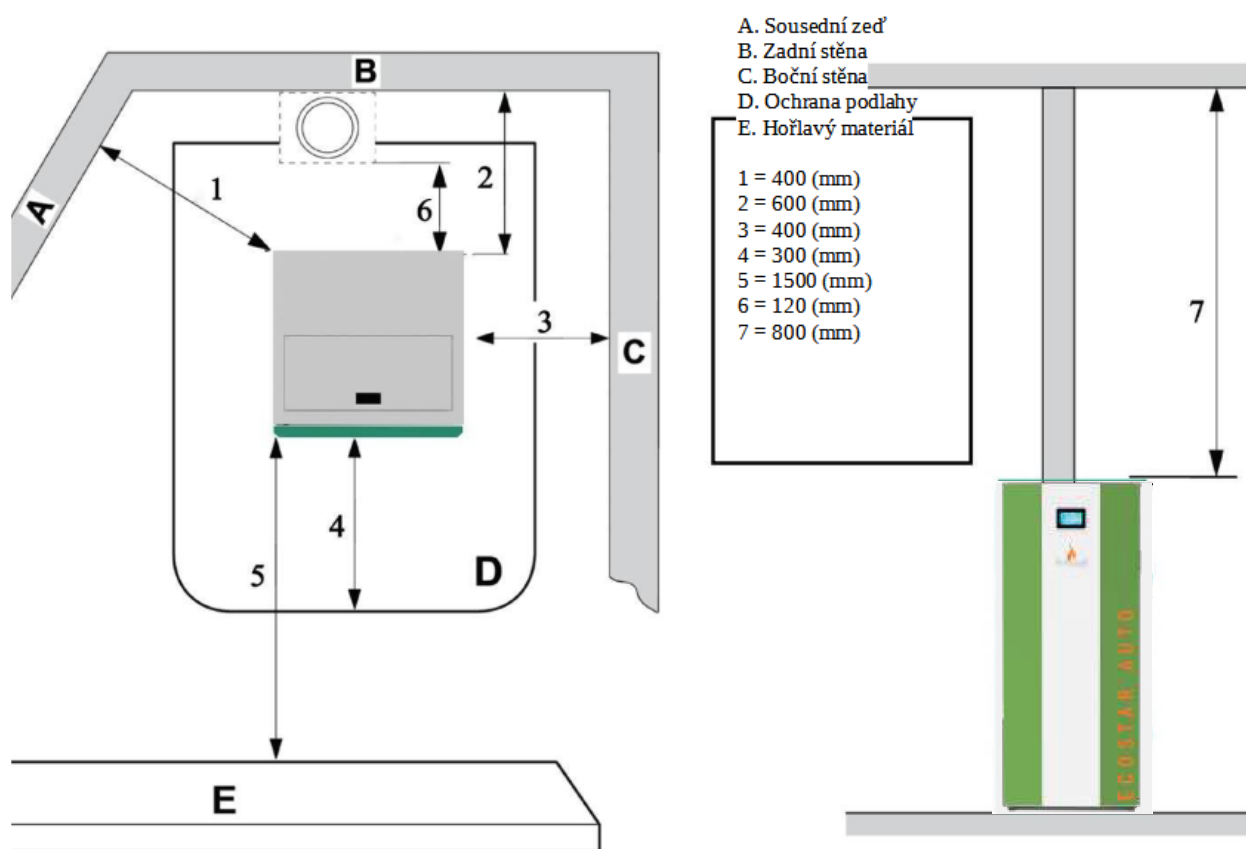 A. Sousední zeď
B. Zadní stěna
C. Boční stěna
D. Ochrana podlahy
E. Hořlavý materiál
1 = 400 (mm)
2 = 600 (mm)
3 = 400 (mm)
4 = 300 (mm)
5 = 1500 (mm)
6 = 120 (mm)
7 = 800 (mm)
B
1
2
6
A
3
C
4
5
D
E
7
ECOSTAR AUTO